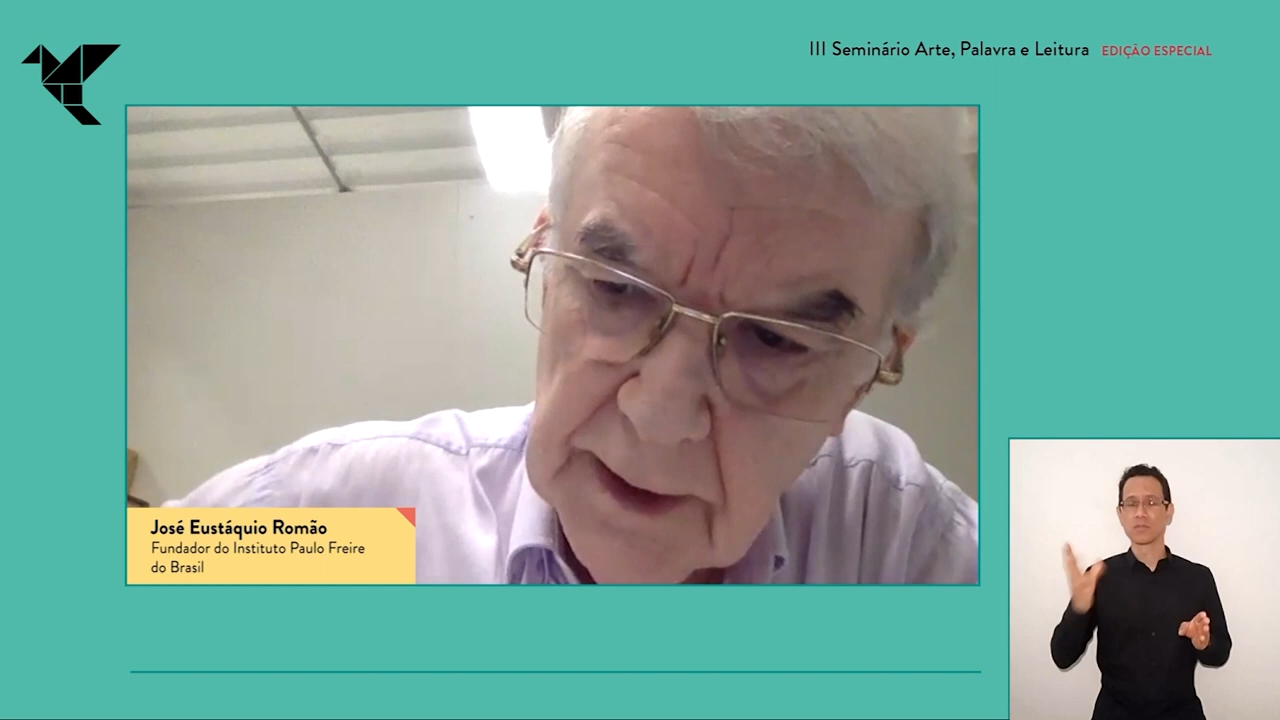 III Seminário Arte, Palavra e Leitura EDIÇÃO ESPECIAL
José Eustáquio Romão
Fundador do Instituto Paulo Freire
do Brasil